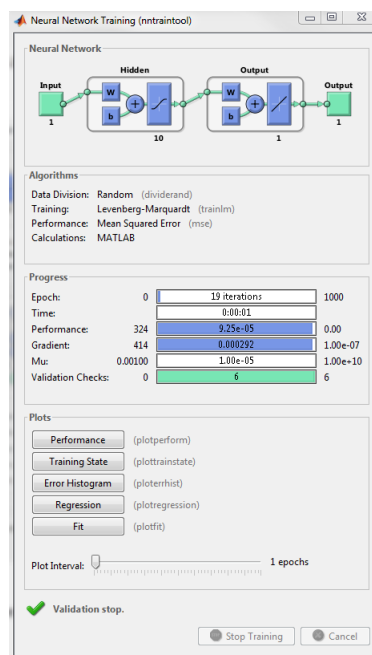 Neural Network Training (nntraintool)
Neural Network
Hidden Output
Input Output
W W
+ +
b b
1 1
10 1
Algorithms
Data Division: Random (dividerand)
Training: Levenberg-Marquardt (trainlm)
Performance: Mean Squared Error (mse)
Calculations: MATLAB
Progress
Epoch: 0 19 iterations 1000
Time: 0:00:01
Performance: 324 9.25e-05 0.00
Gradient: 414 0.000292 1.00e-07
Mu: 0.00100 1.00e-05 1.00e+10
Validation Checks: 0 6 6
Plots
Performance (plotperform)
Training State (plottrainstate)
Error Histogram (ploterrhist)
Regression (plotregression)
Fit (plotfit)
Plot Interval: 1 epochs
Validation stop.
Stop Training Cancel